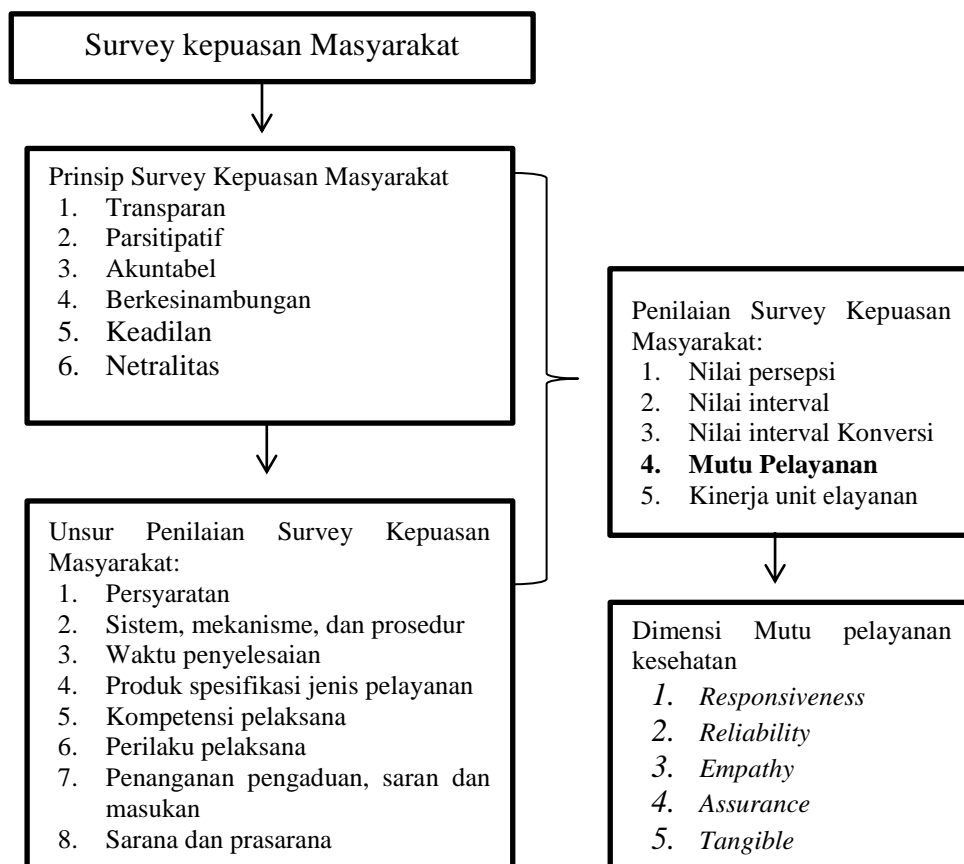 Survey kepuasan Masyarakat
Prinsip Survey Kepuasan Masyarakat
1. Transparan
2. Parsitipatif
3. Akuntabel
4. Berkesinambungan
5. Keadilan
6. Netralitas
Unsur Penilaian Survey Kepuasan
Masyarakat:
1. Persyaratan
2. Sistem, mekanisme, dan prosedur
3. Waktu penyelesaian
4. Produk spesifikasi jenis pelayanan
5. Kompetensi pelaksana
6. Perilaku pelaksana
7. Penanganan pengaduan, saran dan
masukan
8. Sarana dan prasarana
Penilaian Survey Kepuasan
Masyarakat:
1. Nilai persepsi
2. Nilai interval
3. Nilai interval Konversi
4. Mutu Pelayanan
5. Kinerja unit elayanan
Dimensi Mutu pelayanan
kesehatan
1. Responsiveness
2. Reliability
3. Empathy
4. Assurance
5. Tangible